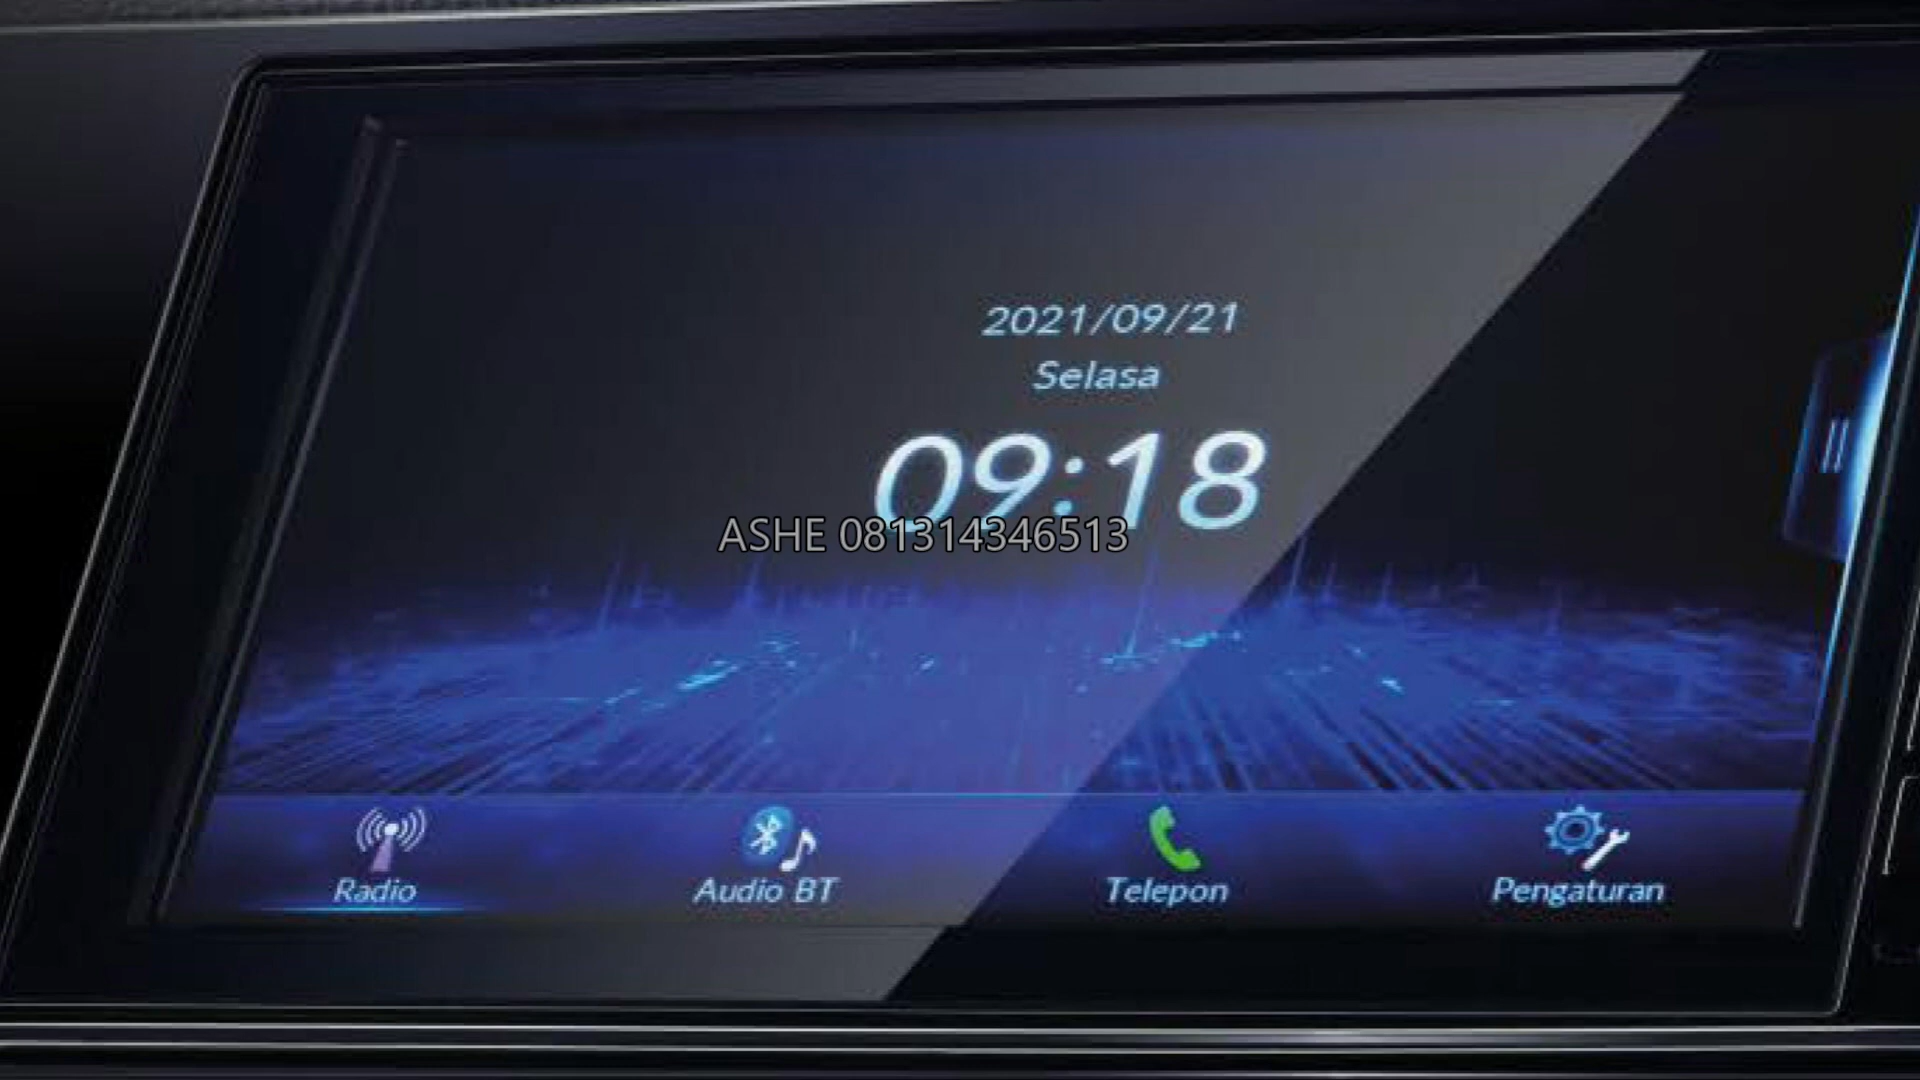 2021/09/21
Selasa
09:18
ASHE 081314346513
Radio
Audio BT
Telepon
Pengaturan